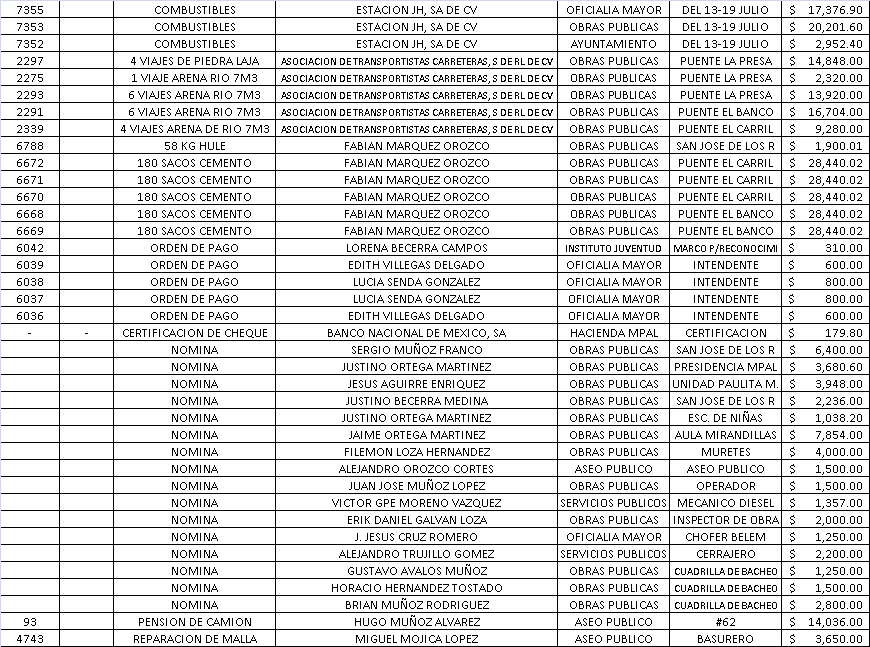 7355 COMBUSTIBLES ESTACION JH, SA DE CV OFICIALIA MAYOR DEL 13-19 JULIO $ 17,376.90
7353 COMBUSTIBLES ESTACION JH, SA DE CV OBRAS PUBLICAS DEL 13-19 JULIO $ 20,201.60
7352 COMBUSTIBLES ESTACION JH, SA DE CV AYUNTAMIENTO DEL 13-19 JULIO $ 2,952.40
2297 4 VIAJES DE PIEDRA LAJA ASOCIACION DE TRANSPORTISTAS CARRETERAS, S DE RL DE CV OBRAS PUBLICAS PUENTE LA PRESA $ 14,848.00
2275 1 VIAJE ARENA RIO 7M3 ASOCIACION DE TRANSPORTISTAS CARRETERAS, S DE RL DE CV OBRAS PUBLICAS PUENTE LA PRESA $ 2,320.00
2293 6 VIAJES ARENA RIO 7M3 ASOCIACION DE TRANSPORTISTAS CARRETERAS, S DE RL DE CV OBRAS PUBLICAS PUENTE LA PRESA $ 13,920.00
2291 6 VIAJES ARENA RIO 7M3 ASOCIACION DE TRANSPORTISTAS CARRETERAS, S DE RL DE CV OBRAS PUBLICAS PUENTE EL BANCO $ 16,704.00
2339 4 VIAJES ARENA DE RIO 7M3 ASOCIACION DE TRANSPORTISTAS CARRETERAS, S DE RL DE CV OBRAS PUBLICAS PUENTE EL CARRIL $ 9,280.00
6788 58 KG HULE FABIAN MARQUEZ OROZCO OBRAS PUBLICAS SAN JOSE DE LOS R $ 1,900.01
6672 180 SACOS CEMENTO FABIAN MARQUEZ OROZCO OBRAS PUBLICAS PUENTE EL CARRIL $ 28,440.02
6671 180 SACOS CEMENTO FABIAN MARQUEZ OROZCO OBRAS PUBLICAS PUENTE EL CARRIL $ 28,440.02
6670 180 SACOS CEMENTO FABIAN MARQUEZ OROZCO OBRAS PUBLICAS PUENTE EL CARRIL $ 28,440.02
6668 180 SACOS CEMENTO FABIAN MARQUEZ OROZCO OBRAS PUBLICAS PUENTE EL BANCO $ 28,440.02
6669 180 SACOS CEMENTO FABIAN MARQUEZ OROZCO OBRAS PUBLICAS PUENTE EL BANCO $ 28,440.02
6042 ORDEN DE PAGO LORENA BECERRA CAMPOS INSTITUTO JUVENTUD MARCO P/RECONOCIMI $ 310.00
6039 ORDEN DE PAGO EDITH VILLEGAS DELGADO OFICIALIA MAYOR INTENDENTE $ 600.00
6038 ORDEN DE PAGO LUCIA SENDA GONZALEZ OFICIALIA MAYOR INTENDENTE $ 800.00
6037 ORDEN DE PAGO LUCIA SENDA GONZALEZ OFICIALIA MAYOR INTENDENTE $ 800.00
6036 ORDEN DE PAGO EDITH VILLEGAS DELGADO OFICIALIA MAYOR INTENDENTE $ 600.00
- - CERTIFICACION DE CHEQUE BANCO NACIONAL DE MEXICO, SA HACIENDA MPAL CERTIFICACION $ 179.80
NOMINA SERGIO MUÑOZ FRANCO OBRAS PUBLICAS SAN JOSE DE LOS R $ 6,400.00
NOMINA JUSTINO ORTEGA MARTINEZ OBRAS PUBLICAS PRESIDENCIA MPAL $ 3,680.60
NOMINA JESUS AGUIRRE ENRIQUEZ OBRAS PUBLICAS UNIDAD PAULITA M. $ 3,948.00
NOMINA JUSTINO BECERRA MEDINA OBRAS PUBLICAS SAN JOSE DE LOS R $ 2,236.00
NOMINA JUSTINO ORTEGA MARTINEZ OBRAS PUBLICAS ESC. DE NIÑAS $ 1,038.20
NOMINA JAIME ORTEGA MARTINEZ OBRAS PUBLICAS AULA MIRANDILLAS $ 7,854.00
NOMINA FILEMON LOZA HERNANDEZ OBRAS PUBLICAS MURETES $ 4,000.00
NOMINA ALEJANDRO OROZCO CORTES ASEO PUBLICO ASEO PUBLICO $ 1,500.00
NOMINA JUAN JOSE MUÑOZ LOPEZ OBRAS PUBLICAS OPERADOR $ 1,500.00
NOMINA VICTOR GPE MORENO VAZQUEZ SERVICIOS PUBLICOS MECANICO DIESEL $ 1,357.00
NOMINA ERIK DANIEL GALVAN LOZA OBRAS PUBLICAS INSPECTOR DE OBRA $ 2,000.00
NOMINA J. JESUS CRUZ ROMERO OFICIALIA MAYOR CHOFER BELEM $ 1,250.00
NOMINA ALEJANDRO TRUJILLO GOMEZ SERVICIOS PUBLICOS CERRAJERO $ 2,200.00
NOMINA GUSTAVO AVALOS MUÑOZ OBRAS PUBLICAS CUADRILLA DE BACHEO $ 1,250.00
NOMINA HORACIO HERNANDEZ TOSTADO OBRAS PUBLICAS CUADRILLA DE BACHEO $ 1,500.00
NOMINA BRIAN MUÑOZ RODRIGUEZ OBRAS PUBLICAS CUADRILLA DE BACHEO $ 2,800.00
93 PENSION DE CAMION HUGO MUÑOZ ALVAREZ ASEO PUBLICO #62 $ 14,036.00
4743 REPARACION DE MALLA MIGUEL MOJICA LOPEZ ASEO PUBLICO BASURERO $ 3,650.00